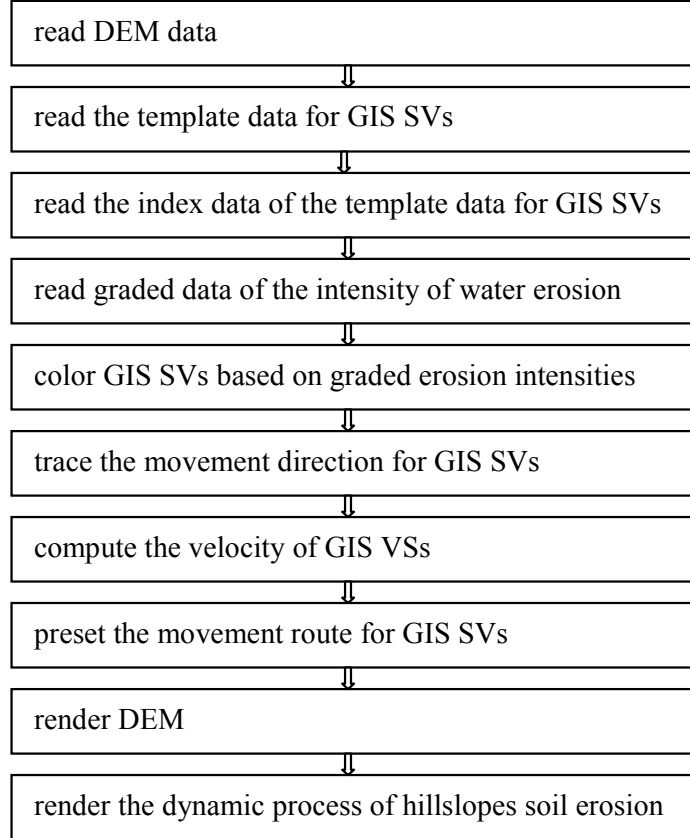 read DEM data
read the template data for GIS SVs
read the index data of the template data for GIS SVs
read graded data of the intensity of water erosion
color GIS SVs based on graded erosion intensities
trace the movement direction for GIS SVs
compute the velocity of GIS VSs
preset the movement route for GIS SVs
render DEM
render the dynamic process of hillslopes soil erosion